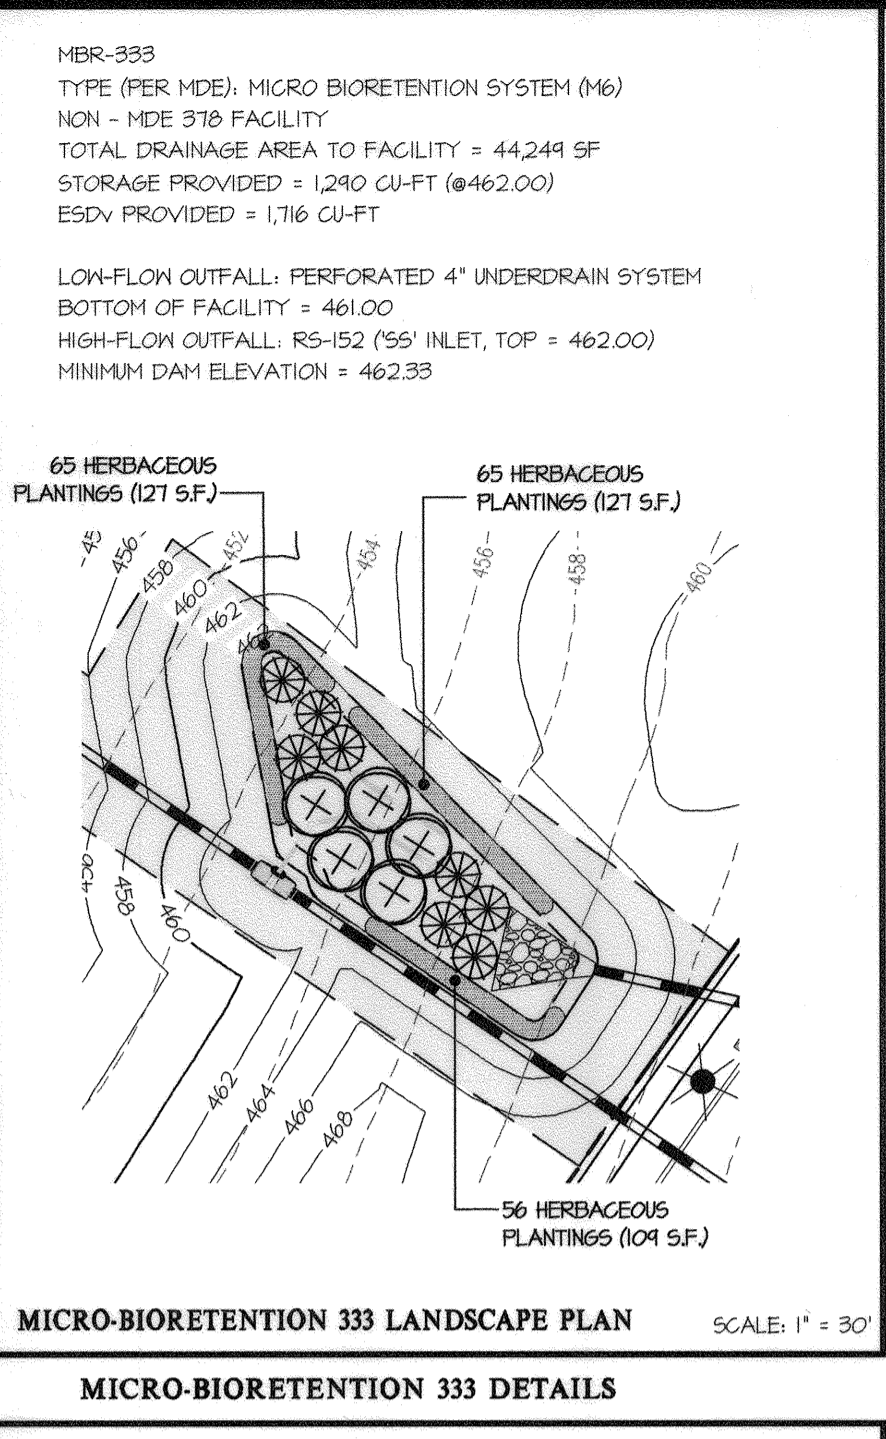 MBR-333
TYPE (PER MDE): MICRO BIORETENTION SYSTEM (M6)
NON - MDE 378 FACILITY
TOTAL DRAINAGE AREA TO FACILITY = 44,249 SF
STORAGE PROVIDED = 1,290 CU-FT (@462.00)
ESDv PROVIDED = 1,716 CU-FT
LOW-FLOW OUTFALL: PERFORATED 4" UNDERDRAIN SYSTEM
BOTTOM OF FACILITY = 461.00
HIGH-FLOW OUTFALL: RS-152 ('SS' INLET, TOP = 462.00)
MINIMUM DAM ELEVATION = 462.33
65 HERBACEOUS
PLANTINGS (127 S.F.)
65 HERBACEOUS
PLANTINGS (127 S.F.)
456
458
460
462
452
454
456
458
460
458
460
462
464
466
468
56 HERBACEOUS
PLANTINGS (109 S.F.)
MICRO-BIORETENTION 333 LANDSCAPE PLAN
SCALE: 1" = 30'
MICRO-BIORETENTION 333 DETAILS